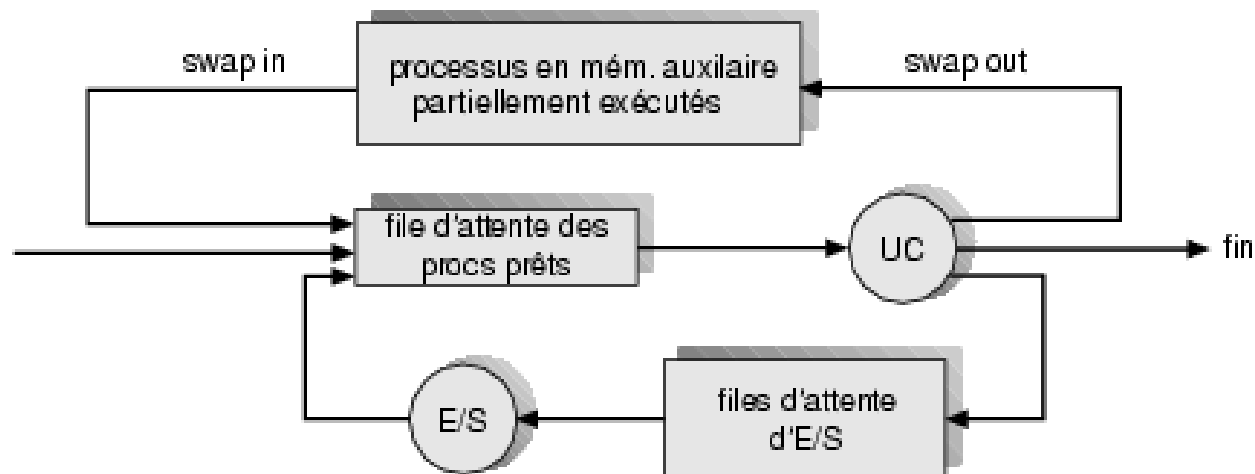 swap in
processus en mém. auxilaire
partiellement exécutés
swap out
file d'attente des
procs prêts
UC
fin
E/S
files d'attente
d'E/S